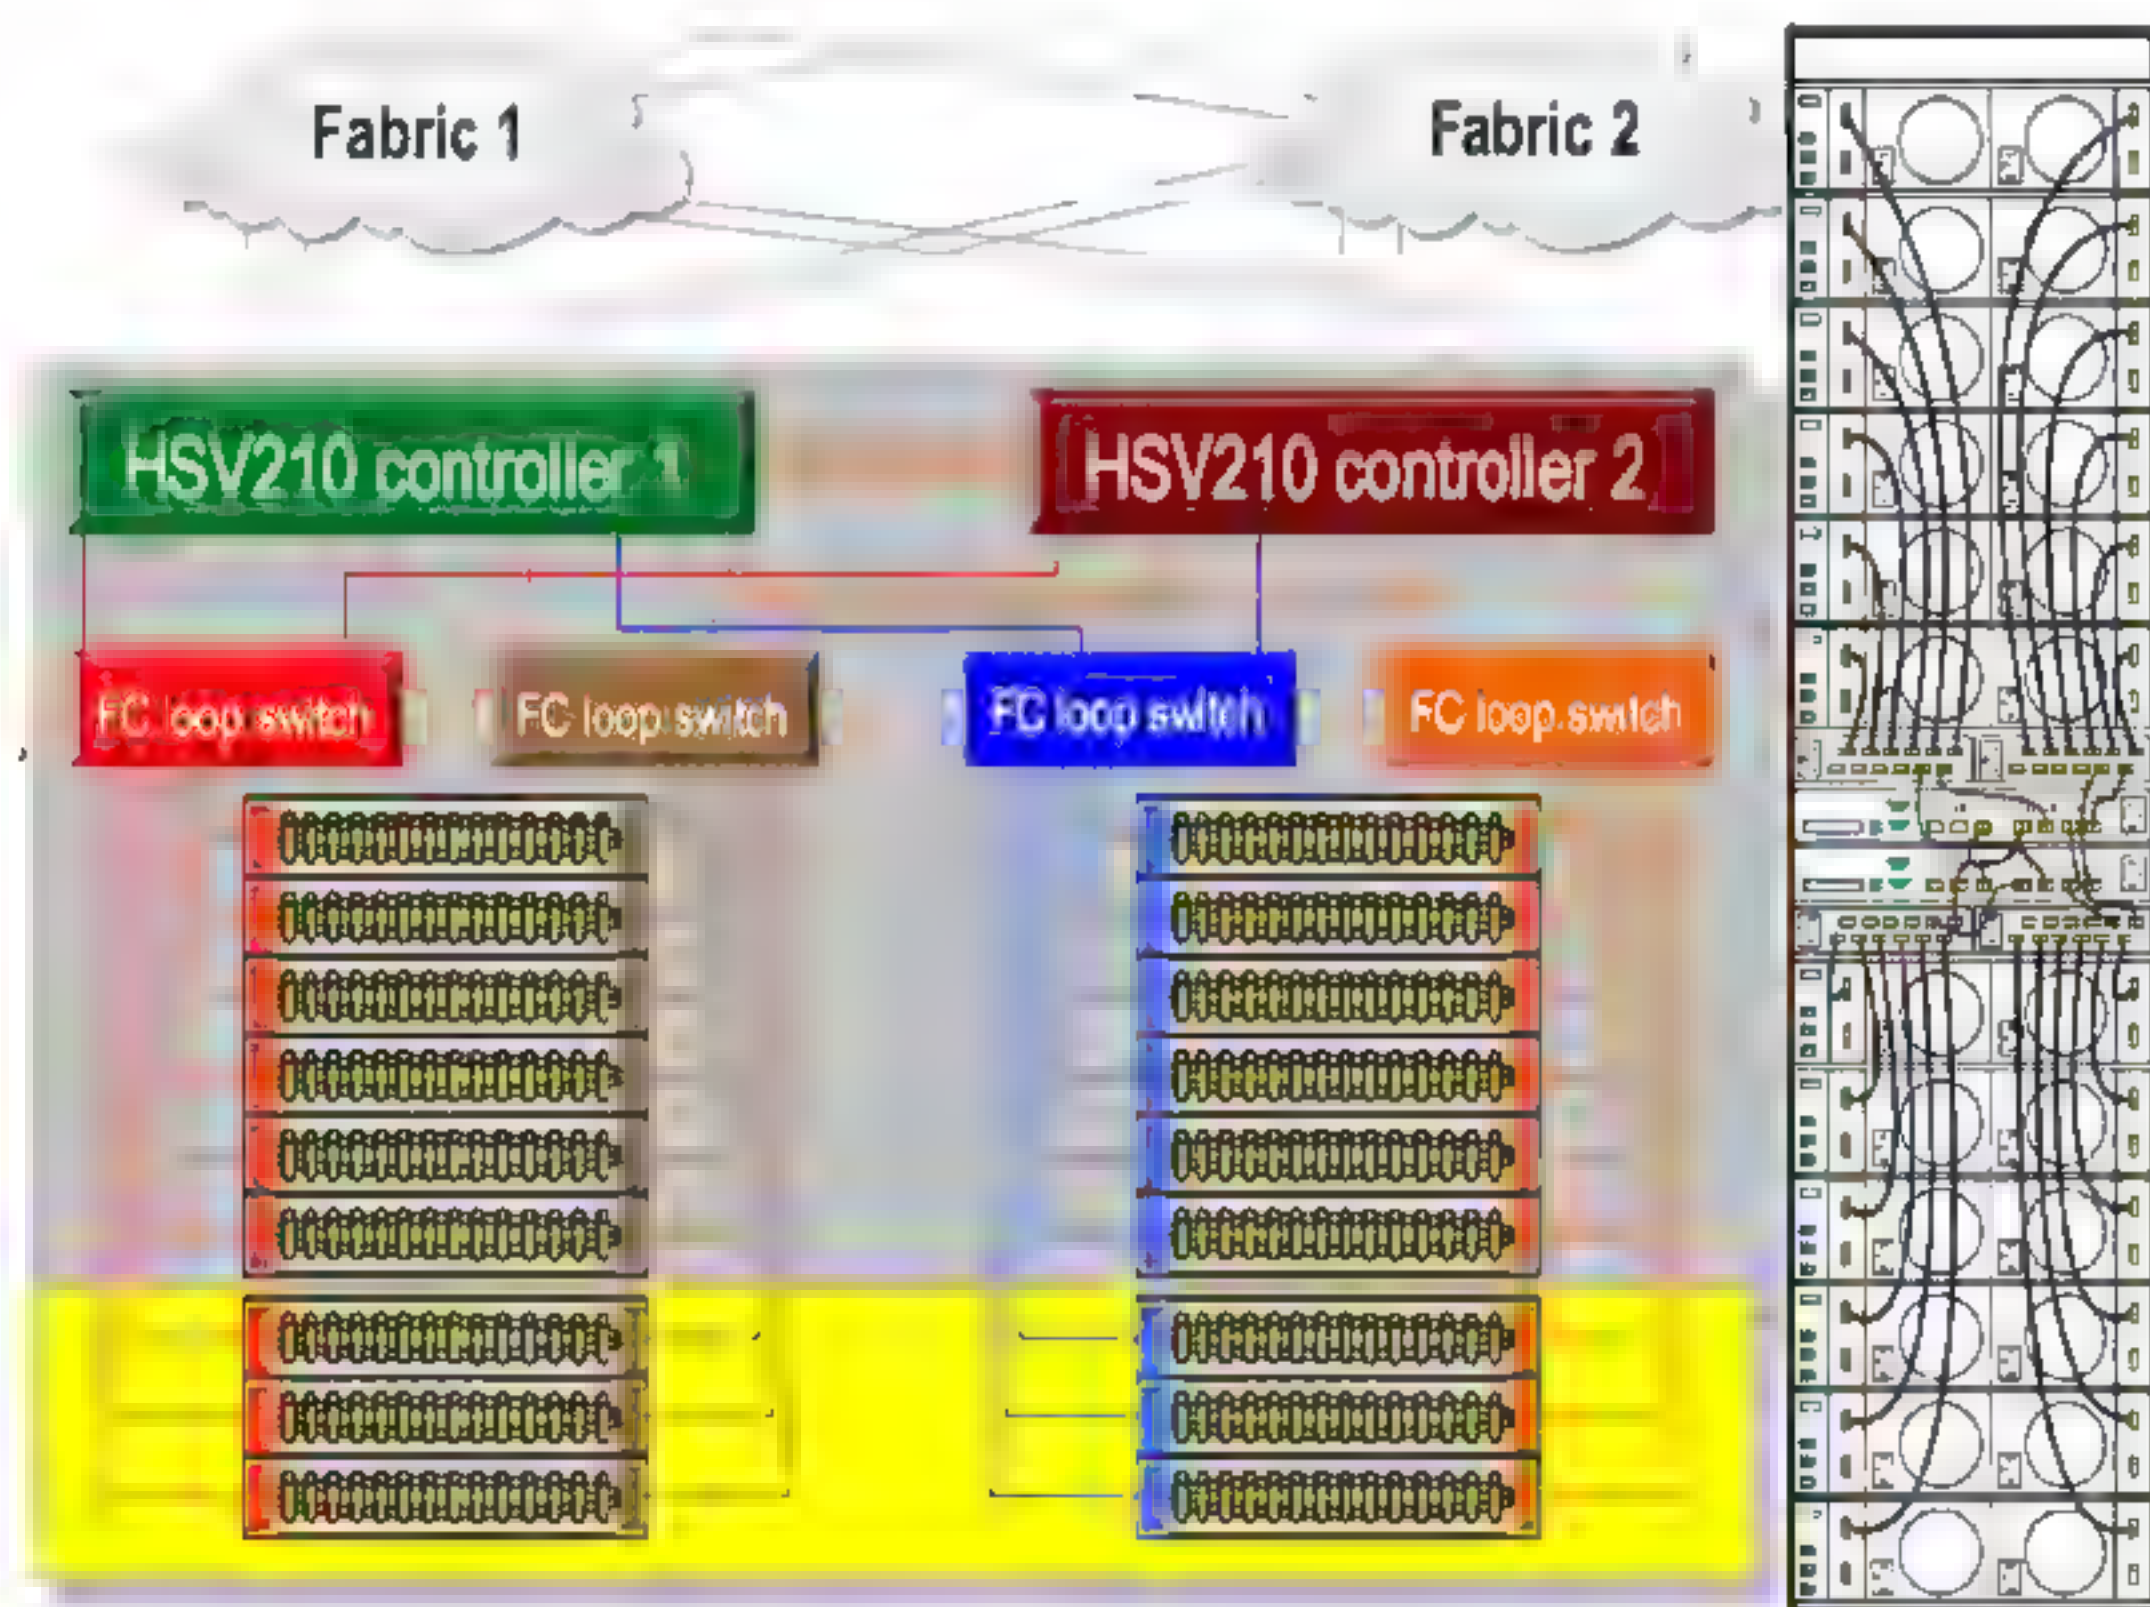 Fabric 1
Fabric 2
HSV210 controller 1
HSV210 controller 2
FC loop switch
FC loop switch
FC loop switch
FC loop switch